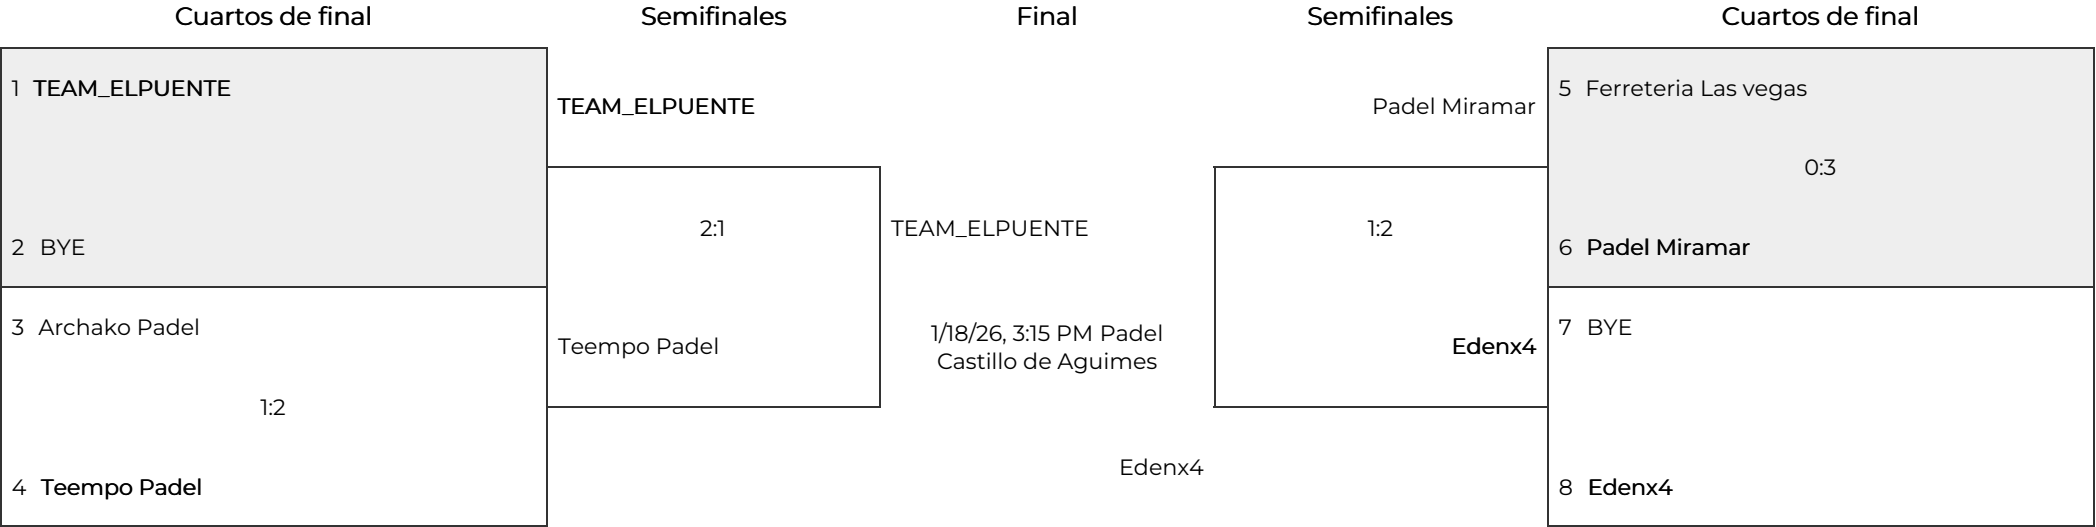 Cuartos de final
Semifinales
Final
Semifinales
Cuartos de final
1 TEAM_ELPUENTE
2 BYE
3 Archako Padel
1:2
4 Teempo Padel
TEAM_ELPUENTE
2:1
Teempo Padel
TEAM_ELPUENTE
1/18/26, 3:15 PM Padel
Castillo de Aguimes
Edenx4
Padel Miramar
1:2
Edenx4
5 Ferreteria Las vegas
0:3
6 Padel Miramar
7 BYE
8 Edenx4